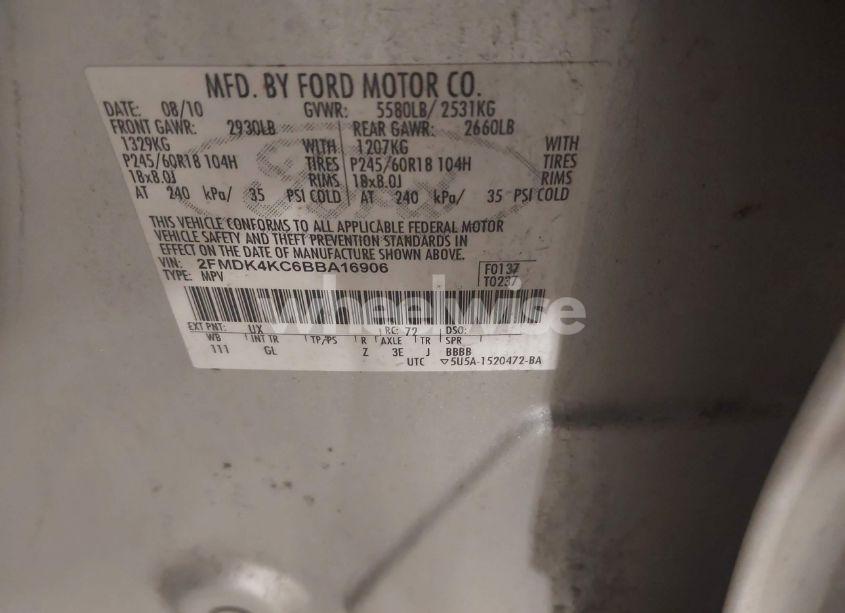 MFD. BY FORD MOTOR CO.
DATE: 08/10 GVWR: 5580LB/ 2531KG
FRONT GAWR: 2930LB REAR GAWR: 2660LB
1329KG WITH 1207KG WITH
P245/60R18 104H TIRES P245/60R18 104H TIRES
18x8.0J RIMS 18x8.0J RIMS
AT 240 kPa/ 35 PSI COLD AT 240 kPa/ 35 PSI COLD
THIS VEHICLE CONFORMS TO ALL APPLICABLE FEDERAL MOTOR
VEHICLE SAFETY AND THEFT PREVENTION STANDARDS IN
EFFECT ON THE DATE OF MANUFACTURE SHOWN ABOVE.
VIN: 2FMDK4KC6BBA16906 F0137
TYPE: MPV T0237
wheelwise
EXT PNT: UX RC: 72 DSO:
WB INT TR TP/PS R AXLE TR SPR
111 GL Z 3E J BBBB
UTC ▽5U5A-1520472-BA